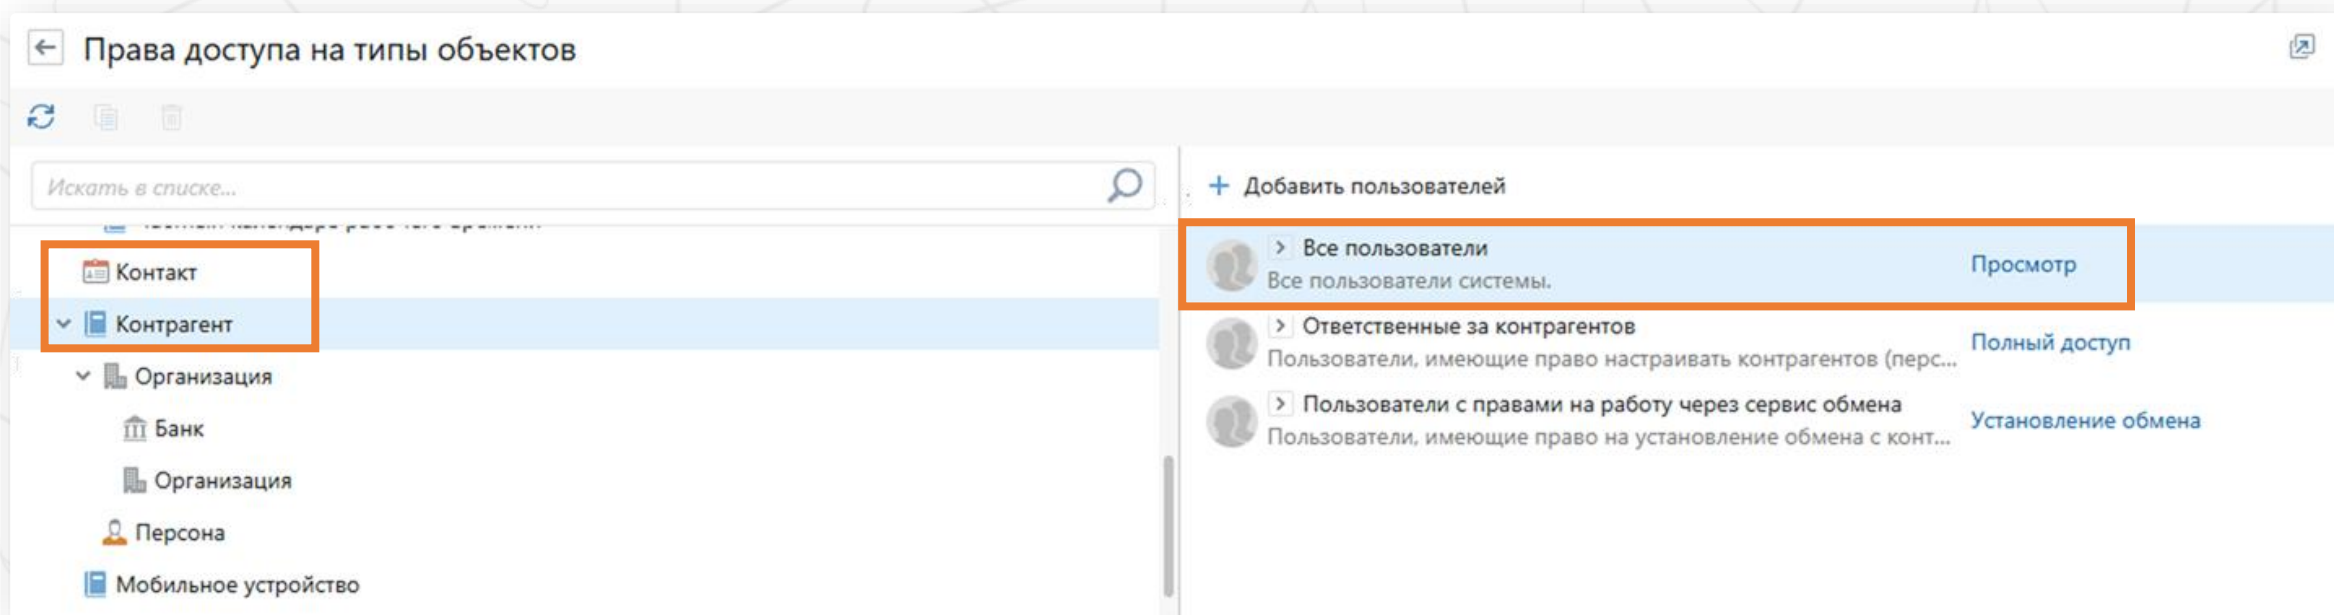 Права доступа на типы объектов
Искать в списке...
Контакт
Контрагент
Организация
Банк
Организация
Персона
Мобильное устройство
+ Добавить пользователей
Все пользователи
Все пользователи системы.
Просмотр
Ответственные за контрагентов
Пользователи, имеющие право настраивать контрагентов (перс...
Полный доступ
Пользователи с правами на работу через сервис обмена
Пользователи, имеющие право на установление обмена с конт...
Установление обмена